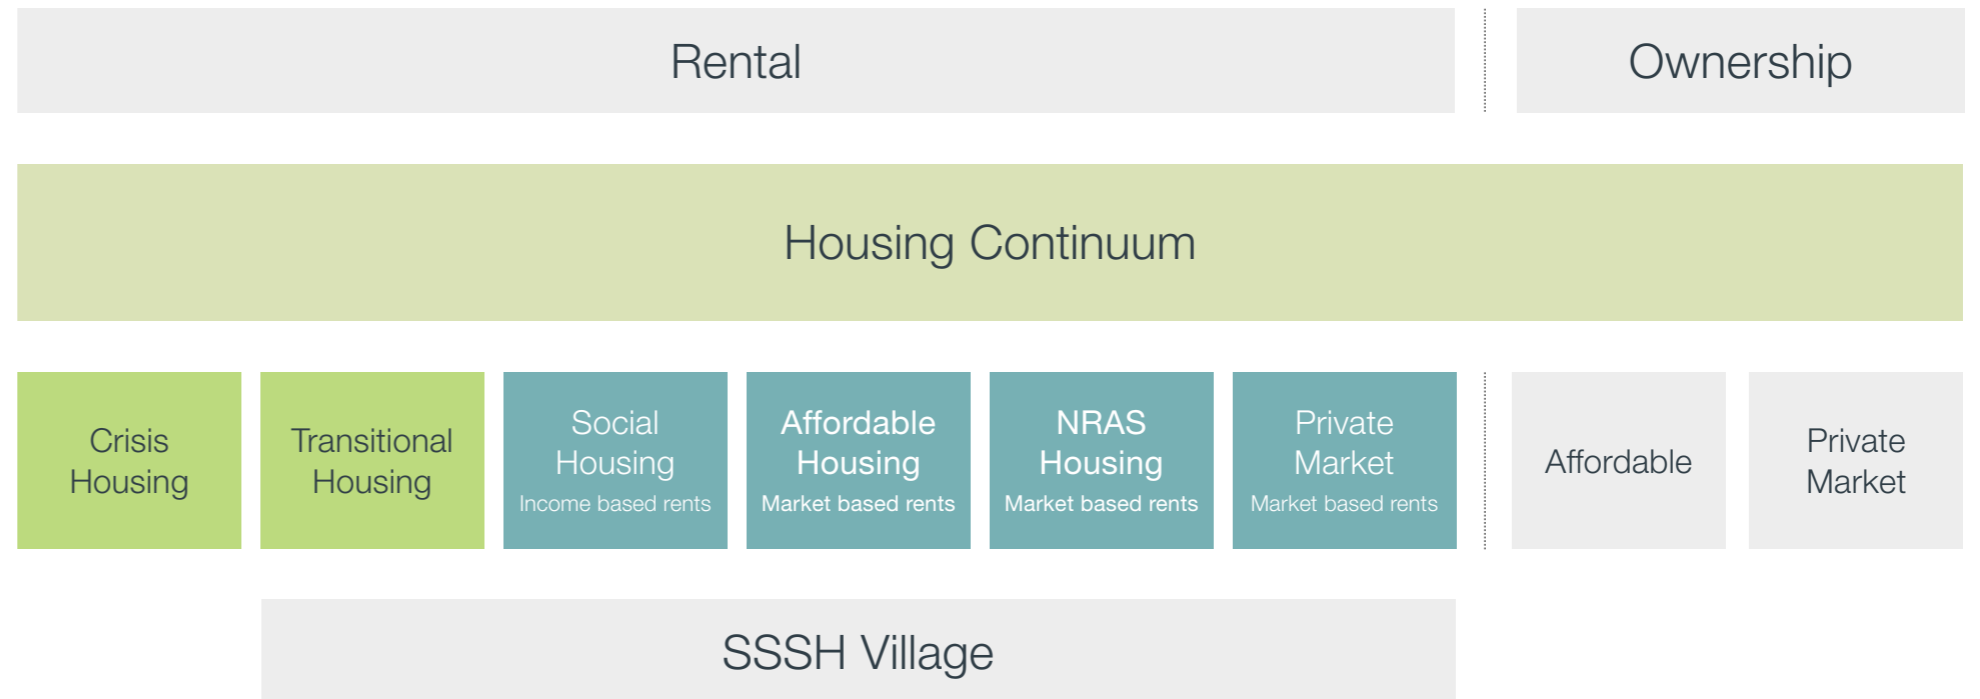 Rental
Ownership
Housing Continuum
Crisis
Housing
Transitional
Housing
Social
Housing
Income based rents
Affordable
Housing
Market based rents
NRAS
Housing
Market based rents
Private
Market
Market based rents
Affordable
Private
Market
SSSH Village